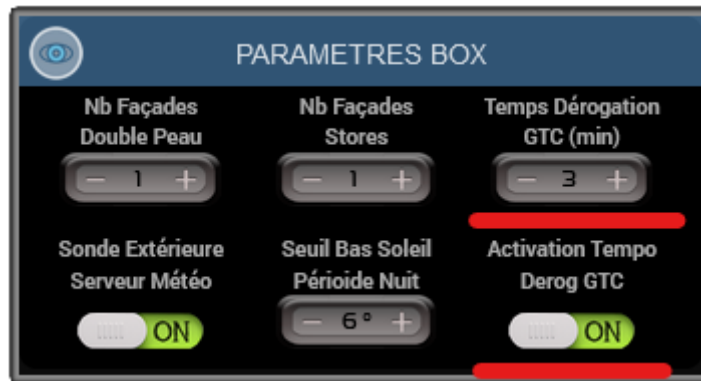 PARAMETRES BOX
Nb Façades
Double Peau
− 1 +
Nb Façades
Stores
− 1 +
Temps Dérogation
GTC (min)
− 3 +
Sonde Extérieure
Serveur Météo
ON
Seuil Bas Soleil
Périoide Nuit
− 6° +
Activation Tempo
Derog GTC
ON